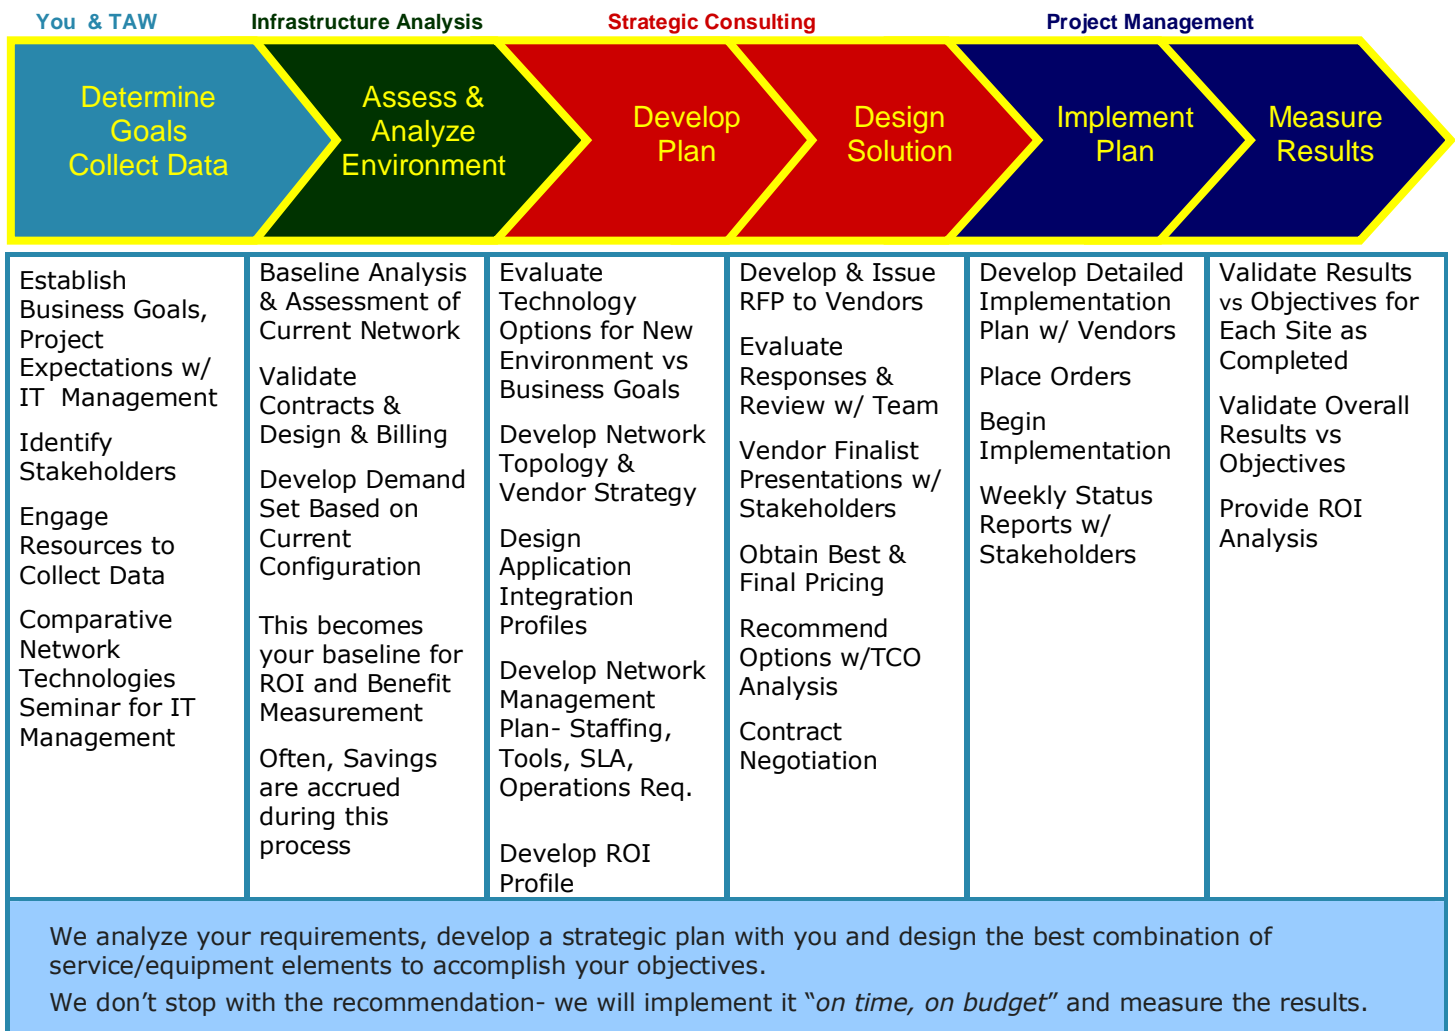 You & TAW
Infrastructure Analysis
Strategic Consulting
Project Management
Determine
Goals
Collect Data
Assess &
Analyze
Environment
Develop
Plan
Design
Solution
Implement
Plan
Measure
Results
Establish
Business Goals,
Project
Expectations w/
IT Management
Identify
Stakeholders
Engage
Resources to
Collect Data
Comparative
Network
Technologies
Seminar for IT
Management
Baseline Analysis
& Assessment of
Current Network
Validate
Contracts &
Design & Billing
Develop Demand
Set Based on
Current
Configuration
This becomes
your baseline for
ROI and Benefit
Measurement
Often, Savings
are accrued
during this
process
Evaluate
Technology
Options for New
Environment vs
Business Goals
Develop Network
Topology &
Vendor Strategy
Design
Application
Integration
Profiles
Develop Network
Management
Plan- Staffing,
Tools, SLA,
Operations Req.
Develop ROI
Profile
Develop & Issue
RFP to Vendors
Evaluate
Responses &
Review w/ Team
Vendor Finalist
Presentations w/
Stakeholders
Obtain Best &
Final Pricing
Recommend
Options w/TCO
Analysis
Contract
Negotiation
Develop Detailed
Implementation
Plan w/ Vendors
Place Orders
Begin
Implementation
Weekly Status
Reports w/
Stakeholders
Validate Results
vs Objectives for
Each Site as
Completed
Validate Overall
Results vs
Objectives
Provide ROI
Analysis
We analyze your requirements, develop a strategic plan with you and design the best combination of
service/equipment elements to accomplish your objectives.
We don’t stop with the recommendation- we will implement it “on time, on budget” and measure the results.